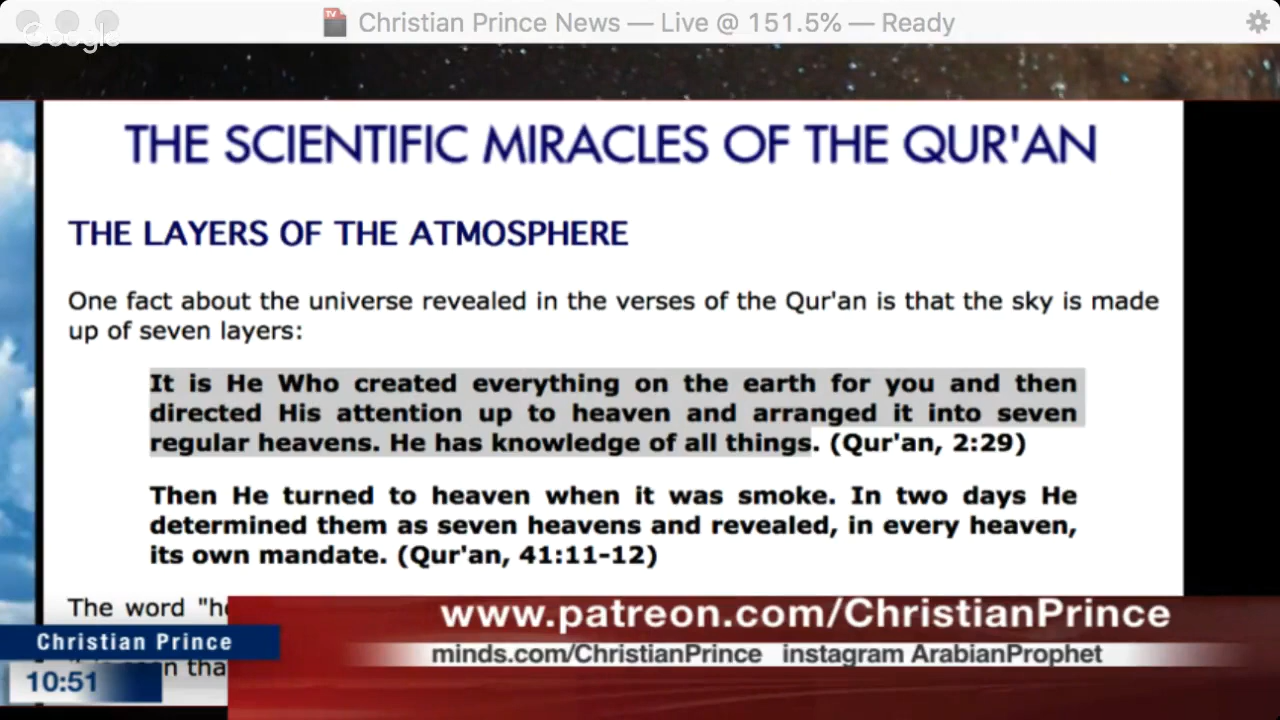 Christian Prince News — Live @ 151.5% — Ready
Google
THE SCIENTIFIC MIRACLES OF THE QUR'AN
THE LAYERS OF THE ATMOSPHERE
One fact about the universe revealed in the verses of the Qur'an is that the sky is made
up of seven layers:
It is He Who created everything on the earth for you and then
directed His attention up to heaven and arranged it into seven
regular heavens. He has knowledge of all things. (Qur'an, 2:29)
Then He turned to heaven when it was smoke. In two days He
determined them as seven heavens and revealed, in every heaven,
its own mandate. (Qur'an, 41:11-12)
The word
www.patreon.com/ChristianPrince
Christian Prince
minds.com/ChristianPrince instagram ArabianProphet
10:51